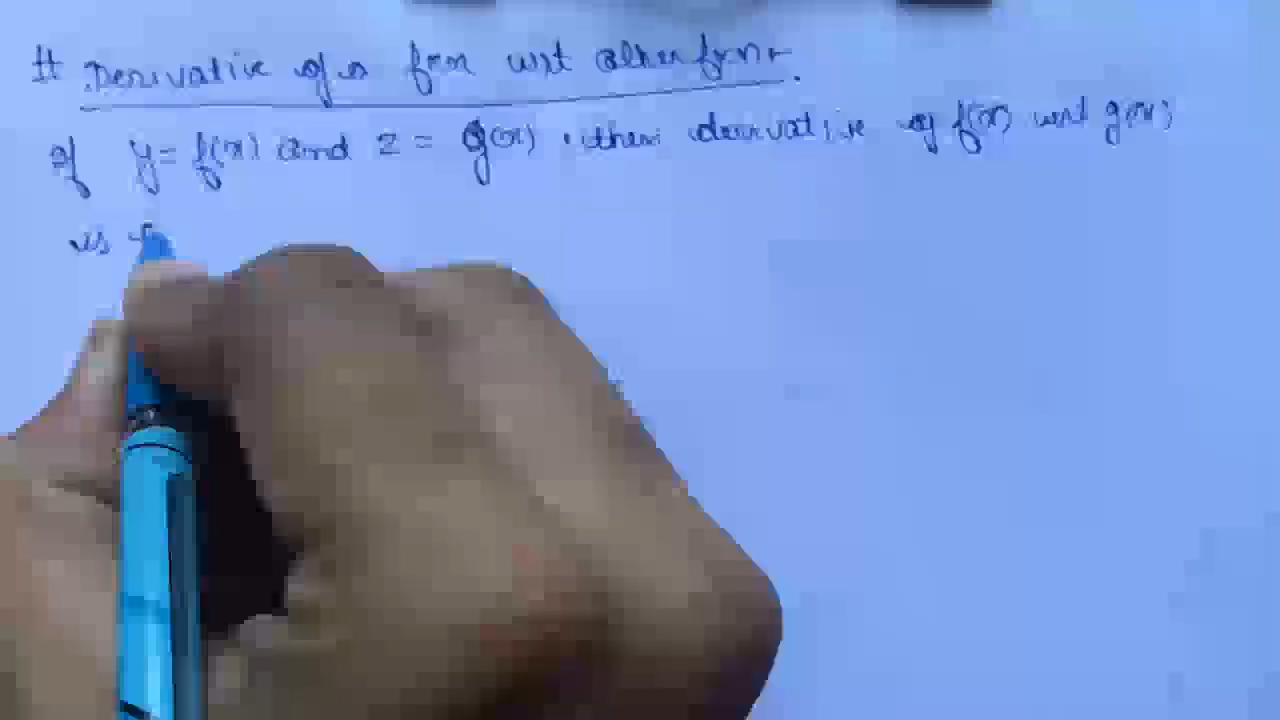 # Derivative of a fxn wrt other fxn.
If y = f(x) and z = g(x), then derivative of f(x) wrt g(x)
is